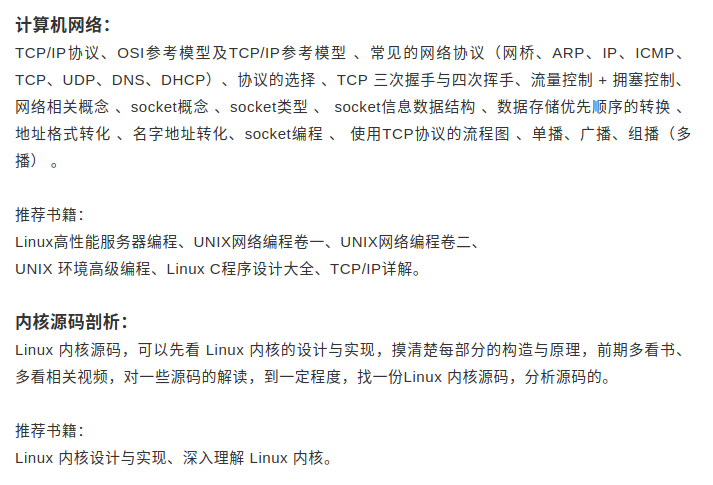 计算机网络：
TCP/IP协议、OSI参考模型及TCP/IP参考模型 、常见的网络协议（网桥、ARP、IP、ICMP、
TCP、UDP、DNS、DHCP）、协议的选择 、TCP 三次握手与四次挥手、流量控制 + 拥塞控制、
网络相关概念 、socket概念 、socket类型 、 socket信息数据结构 、数据存储优先顺序的转换 、
地址格式转化 、名字地址转化、socket编程 、 使用TCP协议的流程图 、单播、广播、组播（多
播） 。
推荐书籍：
Linux高性能服务器编程、UNIX网络编程卷一、UNIX网络编程卷二、
UNIX 环境高级编程、Linux C程序设计大全、TCP/IP详解。
内核源码剖析：
Linux 内核源码，可以先看 Linux 内核的设计与实现，摸清楚每部分的构造与原理，前期多看书、
多看相关视频，对一些源码的解读，到一定程度，找一份Linux 内核源码，分析源码的。
推荐书籍：
Linux 内核设计与实现、深入理解 Linux 内核。